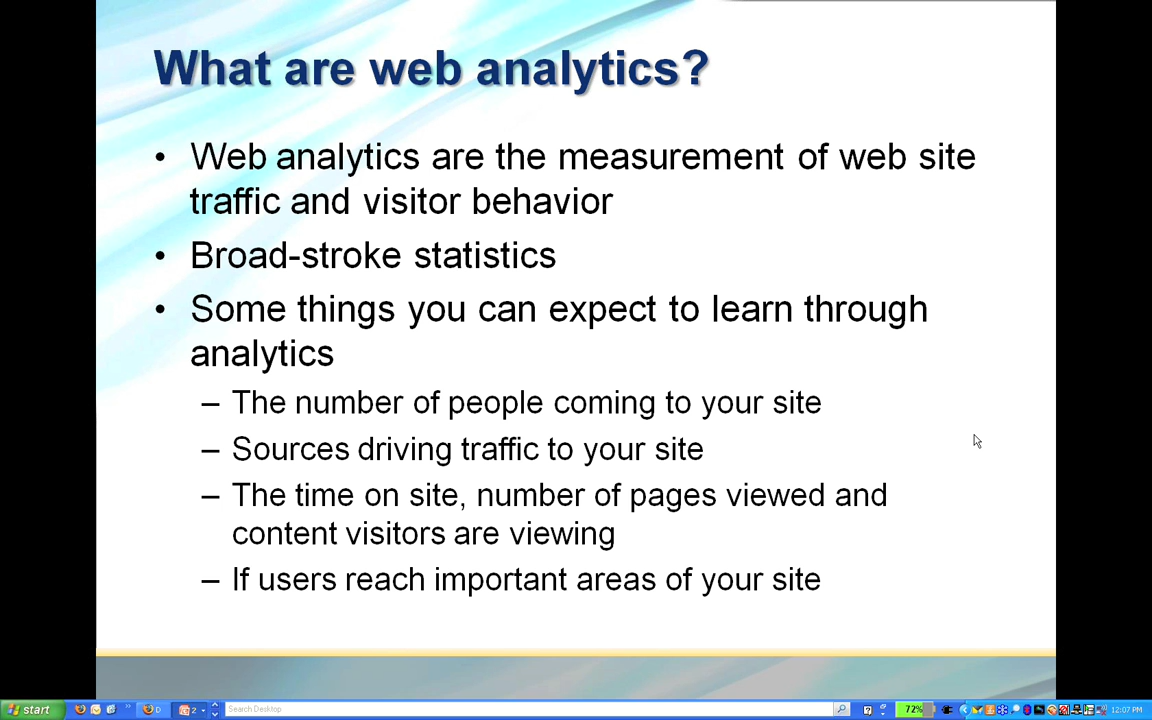 What are web analytics?
• Web analytics are the measurement of web site
traffic and visitor behavior
• Broad-stroke statistics
• Some things you can expect to learn through
analytics
– The number of people coming to your site
– Sources driving traffic to your site
– The time on site, number of pages viewed and
content visitors are viewing
– If users reach important areas of your site
start
D
2
Search Desktop
72%
12:07 PM